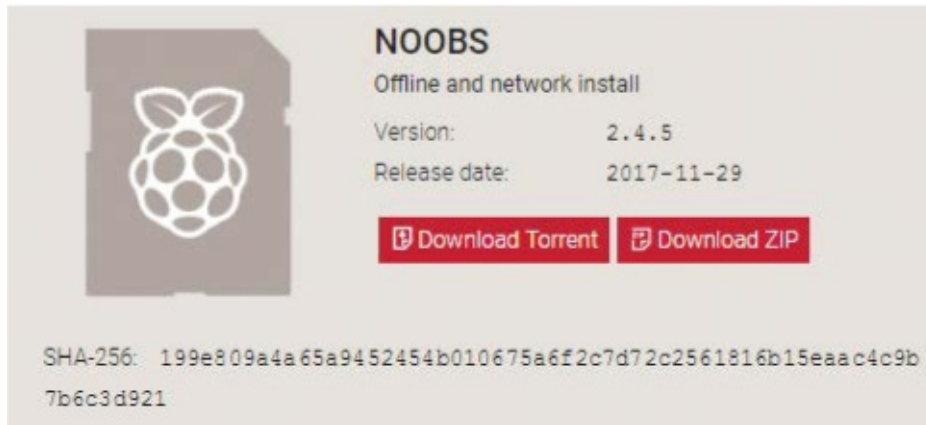 NOOBS
Offline and network install
Version: 2.4.5
Release date: 2017-11-29
Download Torrent Download ZIP
SHA-256: 199e809a4a65a9452454b010675a6f2c7d72c2561816b15eaac4c9b
7b6c3d921